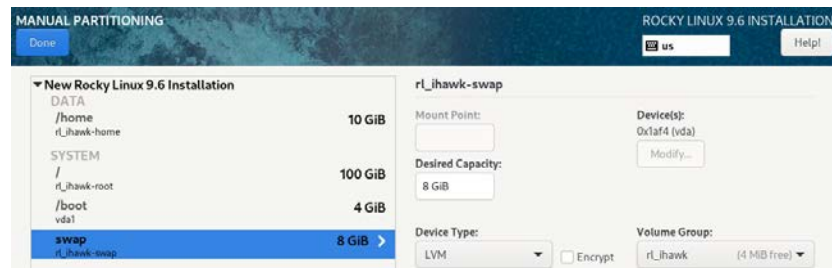 MANUAL PARTITIONING
ROCKY LINUX 9.6 INSTALLATION
Done
us
Help!
New Rocky Linux 9.6 Installation
DATA
/home
10 GiB
rl_ihawk-home
SYSTEM
/
100 GiB
rl_ihawk-root
/boot
4 GiB
vda1
swap
8 GiB
rl_ihawk-swap
rl_ihawk-swap
Mount Point:
Device(s):
0x1af4 (vda)
Modify...
Desired Capacity:
8 GiB
Device Type:
Volume Group:
LVM
Encrypt
rl_ihawk
(4 MiB free)